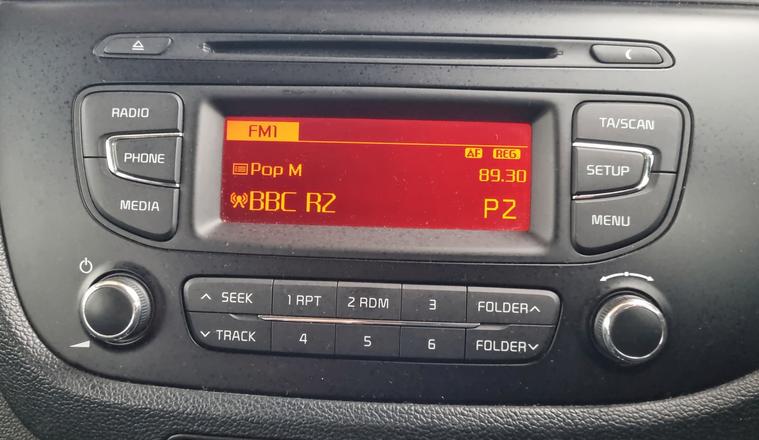 RADIO
PHONE
MEDIA
FM1
AF REG
Pop M 89.30
BBC R2 P2
TA/SCAN
SETUP
MENU
SEEK 1 RPT 2 RDM 3 FOLDER
TRACK 4 5 6 FOLDER